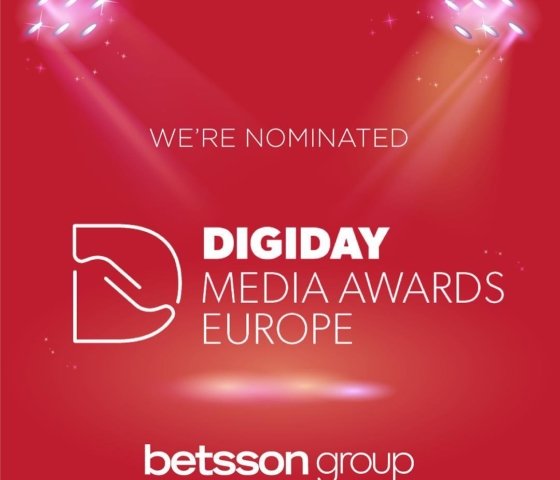 WE'RE NOMINATED
DIGIDAY
MEDIA AWARDS
EUROPE
betsson group